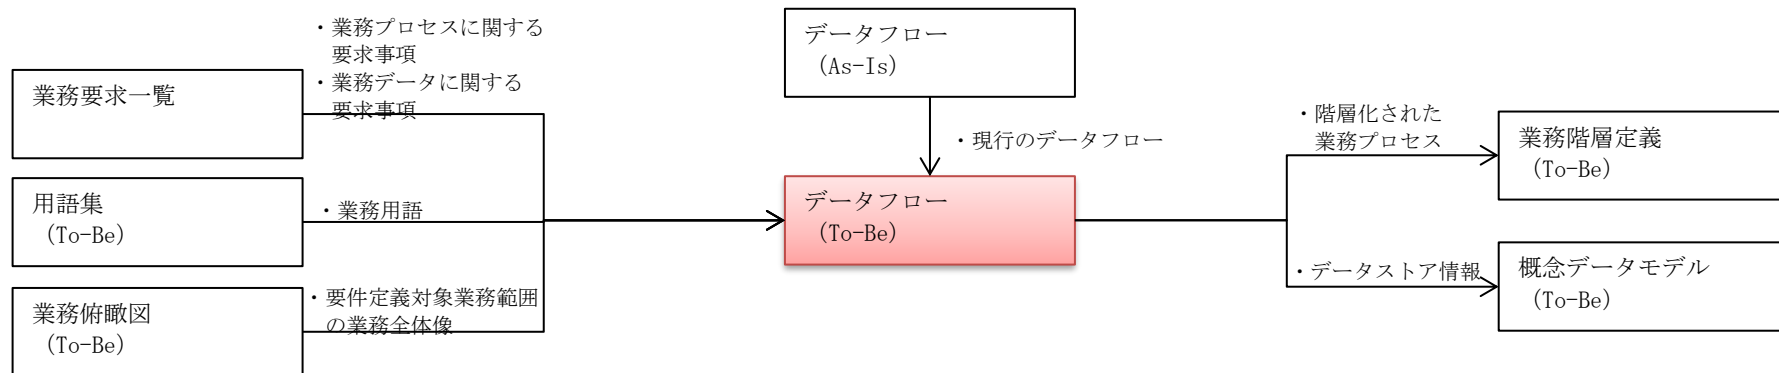 業務要求一覧
・業務プロセスに関する
要求事項
・業務データに関する
要求事項
用語集
(To-Be)
・業務用語
業務俯瞰図
(To-Be)
・要件定義対象業務範囲
の業務全体像
データフロー
(As-Is)
・現行のデータフロー
データフロー
(To-Be)
・階層化された
業務プロセス
業務階層定義
(To-Be)
・データストア情報
概念データモデル
(To-Be)